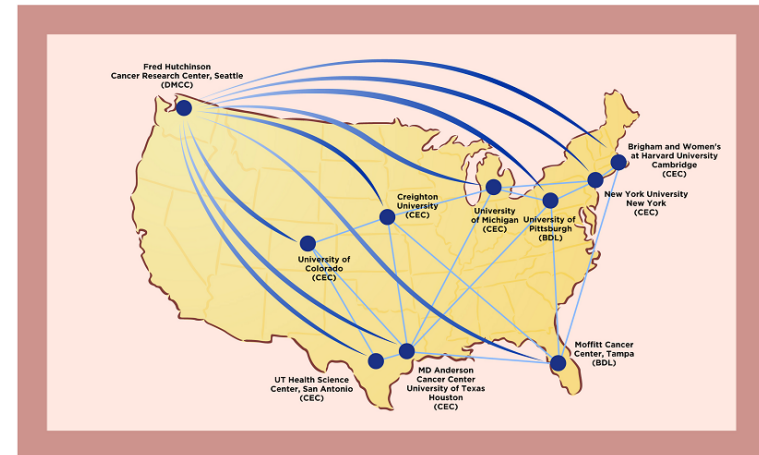 Fred Hutchinson
Cancer Research Center, Seattle
(DMCC)
Brigham and Women's
at Harvard University
Cambridge
(CEC)
New York University
New York
(CEC)
Creighton
University
(CEC)
University
of Michigan
(CEC)
University of
Pittsburgh
(BDL)
University of
Colorado
(CEC)
Moffitt Cancer
Center, Tampa
(BDL)
MD Anderson
Cancer Center
University of Texas
Houston
(CEC)
UT Health Science
Center, San Antonio
(CEC)